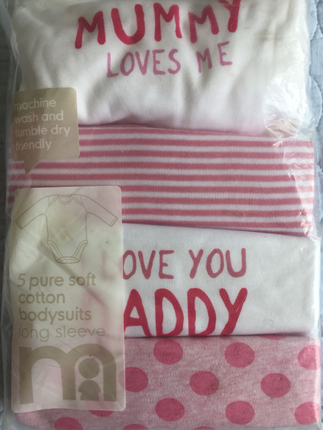 MUMMY
LOVES ME
machine
wash and
tumble dry
friendly
OVE YOU
ADDY
5 pure soft
cotton
bodysuits
long sleeve
m